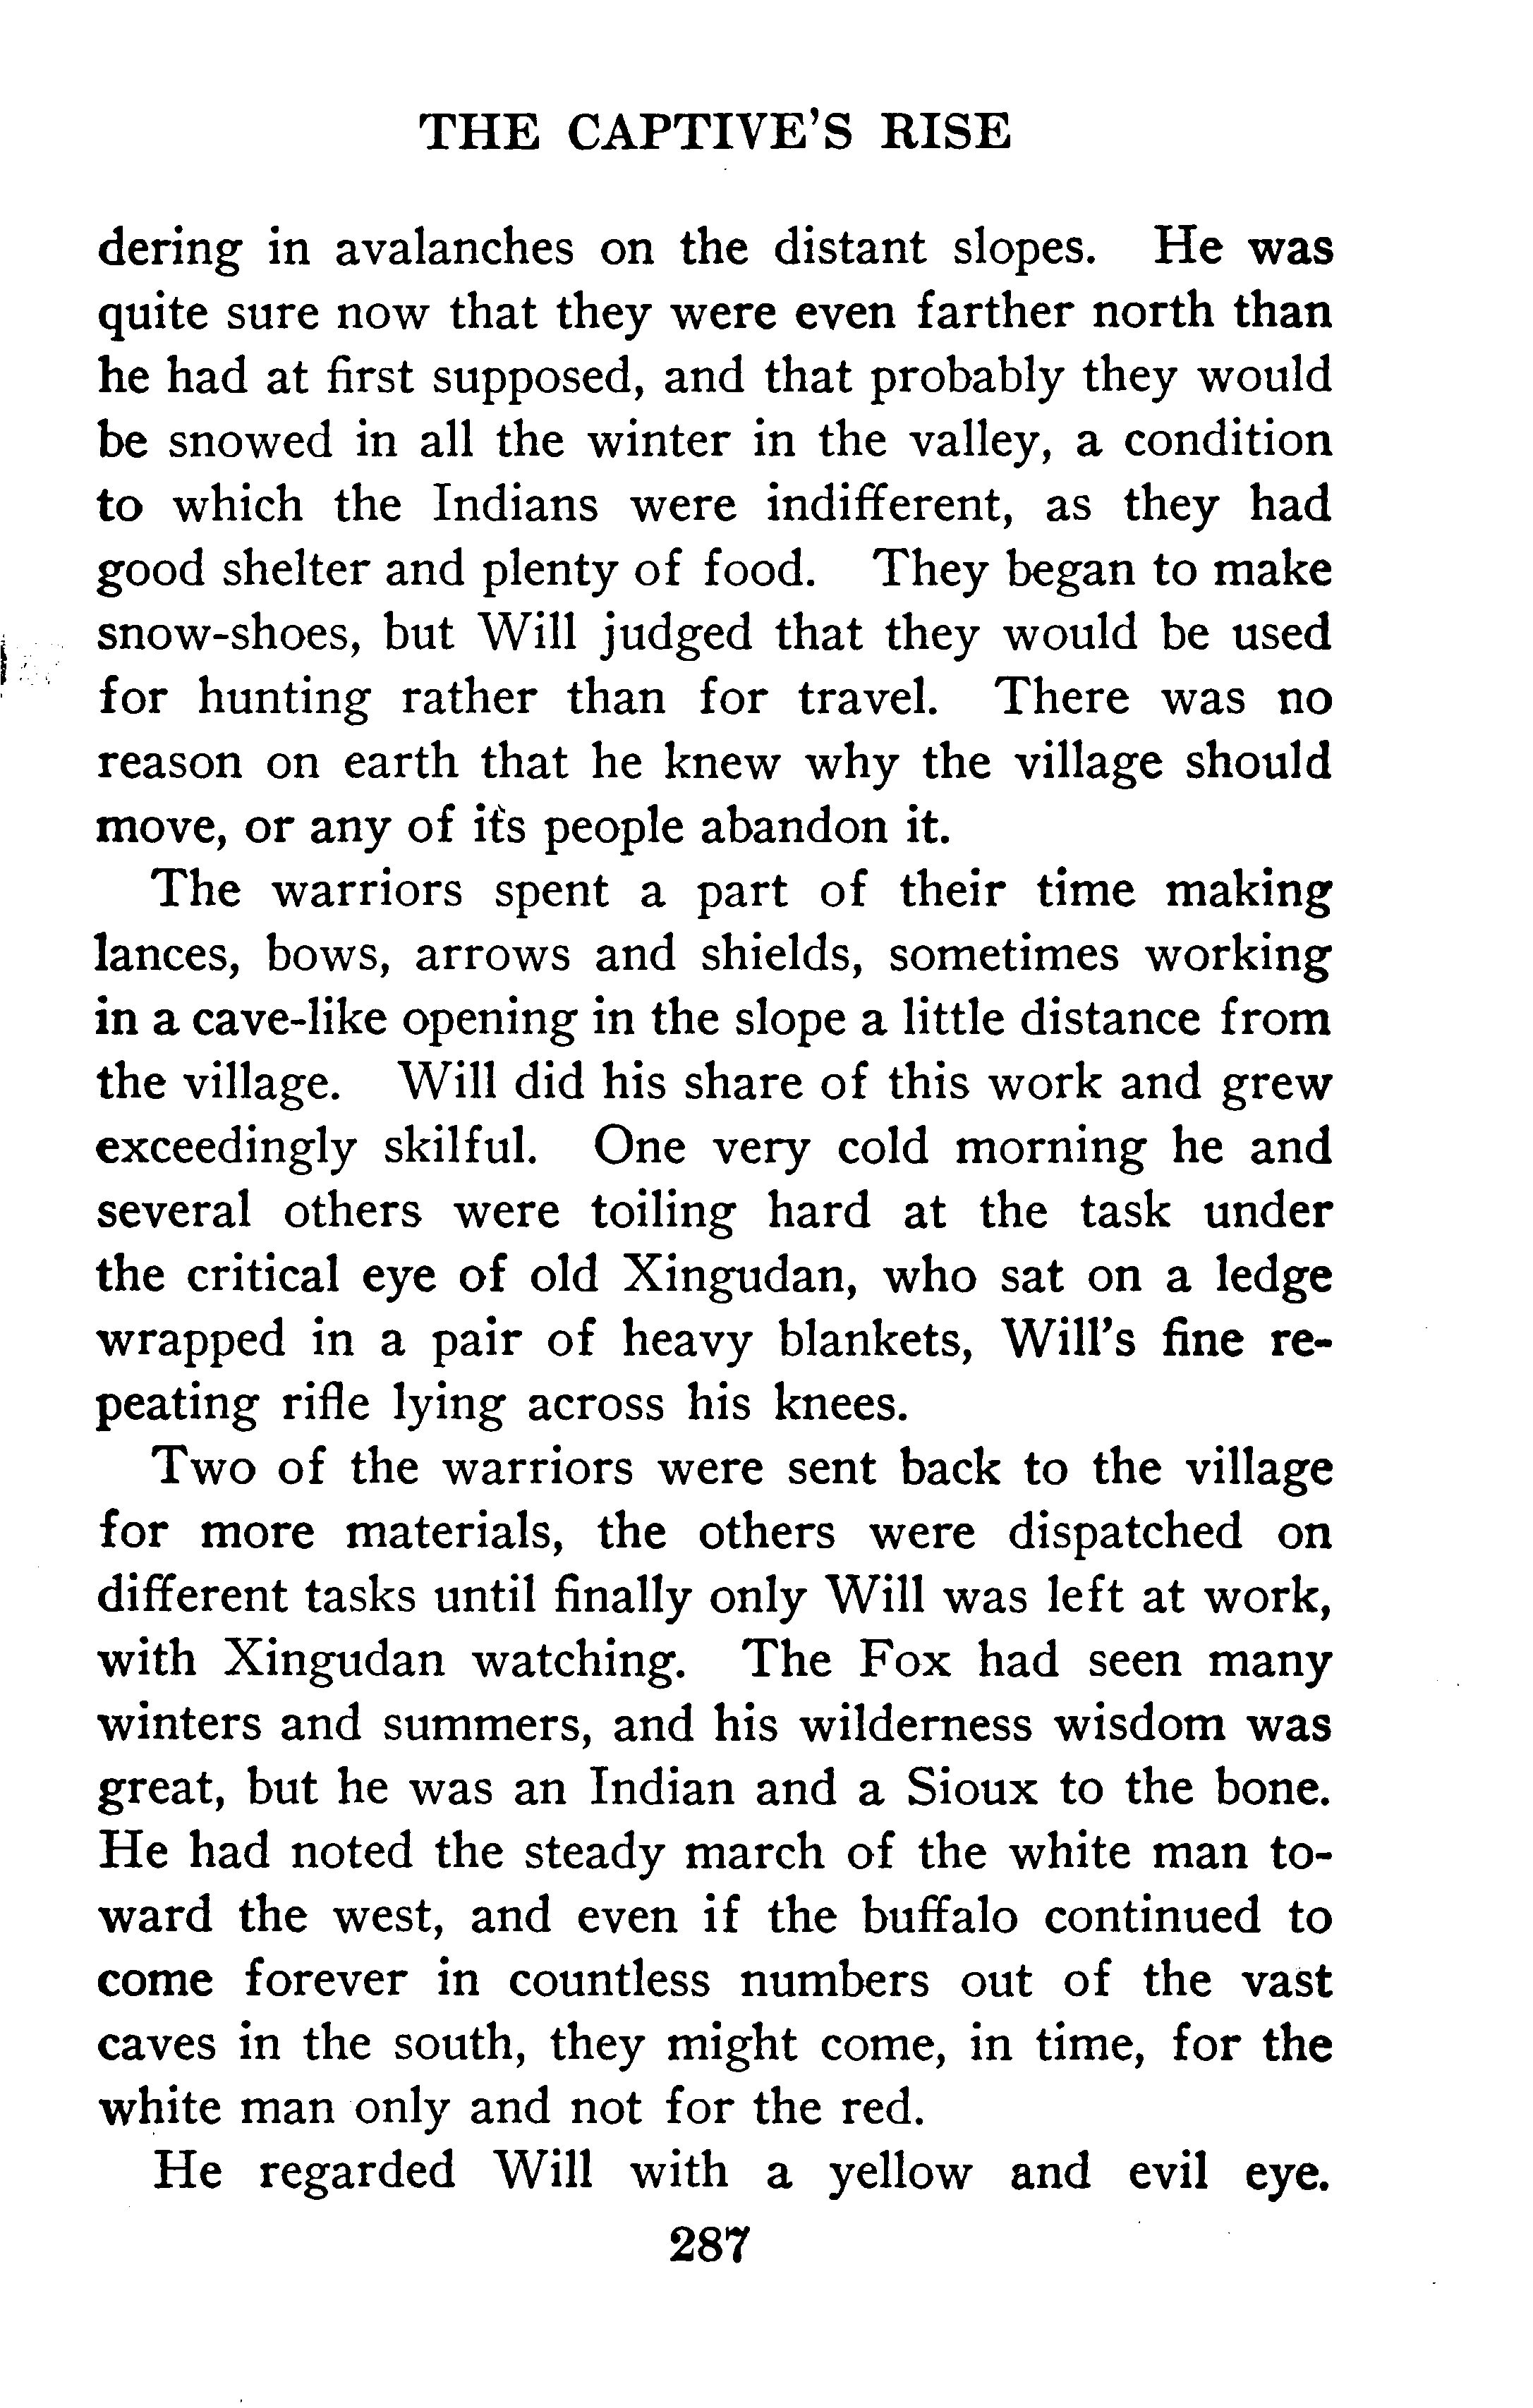 THE CAPTIVE'S RISE
dering in avalanches on the distant slopes. He was
quite sure now that they were even farther north than
he had at first supposed, and that probably they would
be snowed in all the winter in the valley, a condition
to which the Indians were indifferent, as they had
good shelter and plenty of food. They began to make
snow-shoes, but Will judged that they would be used
for hunting rather than for travel. There was no
reason on earth that he knew why the village should
move, or any of its people abandon it.
The warriors spent a part of their time making
lances, bows, arrows and shields, sometimes working
in a cave-like opening in the slope a little distance from
the village. Will did his share of this work and grew
exceedingly skilful. One very cold morning he and
several others were toiling hard at the task under
the critical eye of old Xingudan, who sat on a ledge
wrapped in a pair of heavy blankets, Will's fine re-
peating rifle lying across his knees.
Two of the warriors were sent back to the village
for more materials, the others were dispatched on
different tasks until finally only Will was left at work,
with Xingudan watching. The Fox had seen many
winters and summers, and his wilderness wisdom was
great, but he was an Indian and a Sioux to the bone.
He had noted the steady march of the white man to-
ward the west, and even if the buffalo continued to
come forever in countless numbers out of the vast
caves in the south, they might come, in time, for the
white man only and not for the red.
He regarded Will with a yellow and evil eye.
287